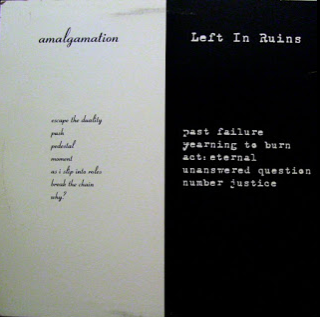 amalgamation
escape the duality
push
pedestal
moment
as i slip into roles
break the chain
why?
Left In Ruins
past failure
yearning to burn
act: eternal
unanswered question
number justice